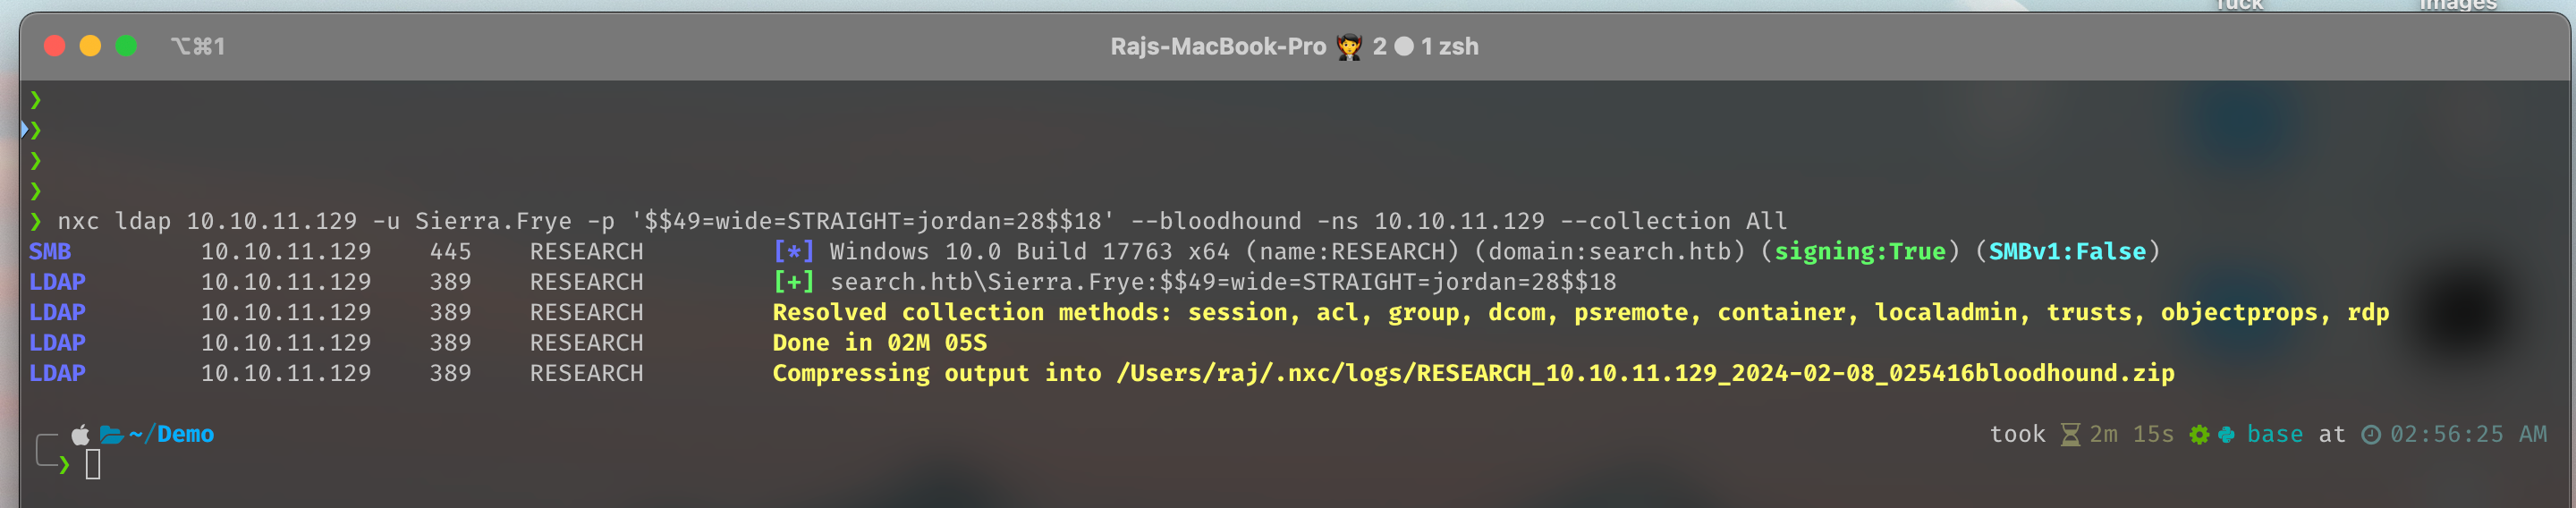 fuck images
⌥⌘1 Rajs-MacBook-Pro 🧛 2 ● 1 zsh
❯
❯
❯
❯
❯ nxc ldap 10.10.11.129 -u Sierra.Frye -p '$$49=wide=STRAIGHT=jordan=28$$18' --bloodhound -ns 10.10.11.129 --collection All
SMB 10.10.11.129 445 RESEARCH [*] Windows 10.0 Build 17763 x64 (name:RESEARCH) (domain:search.htb) (signing:True) (SMBv1:False)
LDAP 10.10.11.129 389 RESEARCH [+] search.htb\Sierra.Frye:$$49=wide=STRAIGHT=jordan=28$$18
LDAP 10.10.11.129 389 RESEARCH Resolved collection methods: session, acl, group, dcom, psremote, container, localadmin, trusts, objectprops, rdp
LDAP 10.10.11.129 389 RESEARCH Done in 02M 05S
LDAP 10.10.11.129 389 RESEARCH Compressing output into /Users/raj/.nxc/logs/RESEARCH_10.10.11.129_2024-02-08_025416bloodhound.zip
~/Demo took 2m 15s base at 02:56:25 AM
❯